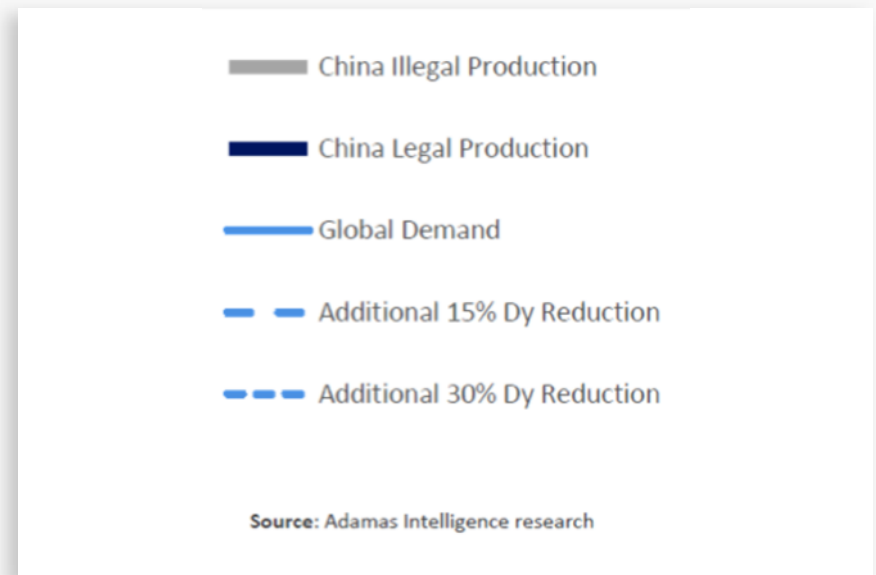 China Illegal Production
China Legal Production
Global Demand
Additional 15% Dy Reduction
Additional 30% Dy Reduction
Source: Adamas Intelligence research